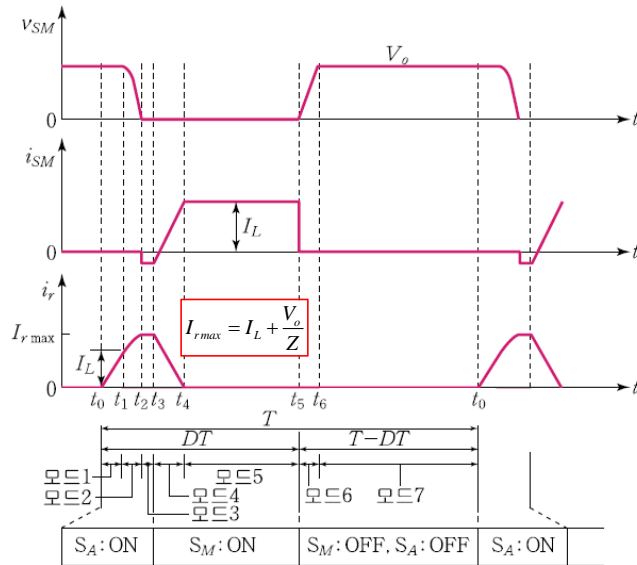 v_SM
V_o
0
t
i_SM
I_L
0
t
i_r
I_r max
I_rmax = I_L + V_o/Z
I_L
0
t
t_0 t_1 t_2 t_3 t_4 t_5 t_6 t_0
T
DT T−DT
모드1 모드5
모드2 모드4 모드6 모드7
모드3
S_A: ON S_M: ON S_M: OFF, S_A: OFF S_A: ON